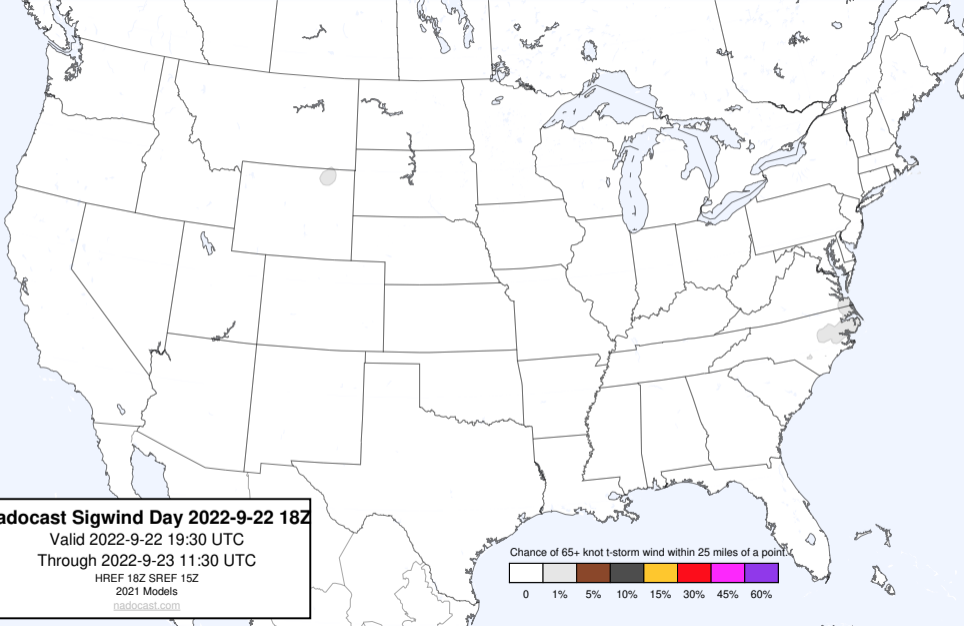 adocast Sigwind Day 2022-9-22 18Z
Valid 2022-9-22 19:30 UTC
Through 2022-9-23 11:30 UTC
HREF 18Z SREF 15Z
2021 Models
nadocast.com
Chance of 65+ knot t-storm wind within 25 miles of a point.
0 1% 5% 10% 15% 30% 45% 60%